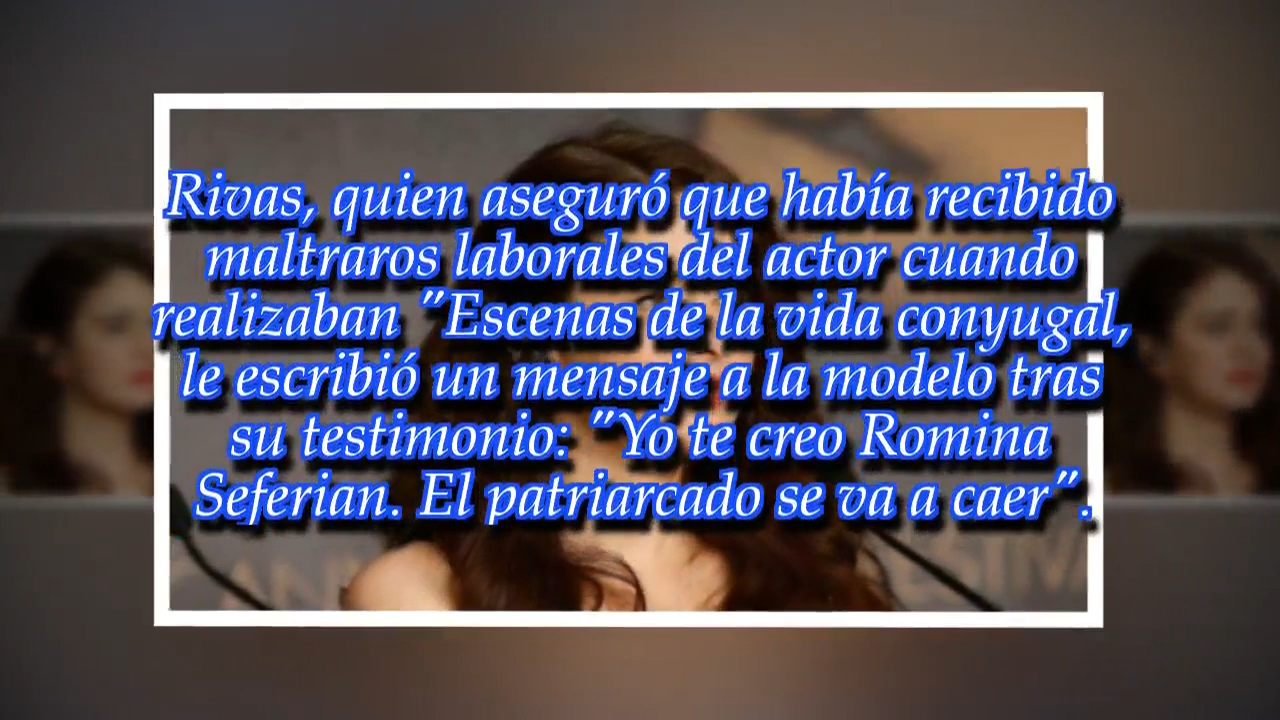 Rivas, quien aseguró que había recibido
maltraros laborales del actor cuando
realizaban "Escenas de la vida conyugal,
le escribió un mensaje a la modelo tras
su testimonio: "Yo te creo Romina
Seferian. El patriarcado se va a caer".